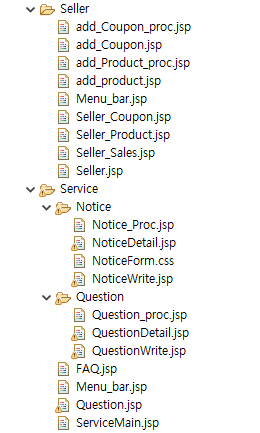 Seller
add_Coupon_proc.jsp
add_Coupon.jsp
add_Product_proc.jsp
add_product.jsp
Menu_bar.jsp
Seller_Coupon.jsp
Seller_Product.jsp
Seller_Sales.jsp
Seller.jsp
Service
Notice
Notice_Proc.jsp
NoticeDetail.jsp
NoticeForm.css
NoticeWrite.jsp
Question
Question_proc.jsp
QuestionDetail.jsp
QuestionWrite.jsp
FAQ.jsp
Menu_bar.jsp
Question.jsp
ServiceMain.jsp